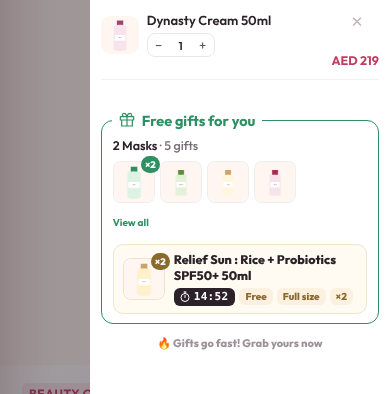 Dynasty Cream 50ml
×
− 1 +
AED 219
Free gifts for you
2 Masks · 5 gifts
×2
View all
×2
Relief Sun : Rice + Probiotics
SPF50+ 50ml
14:52 Free Full size ×2
🔥 Gifts go fast! Grab yours now
BEAUTY